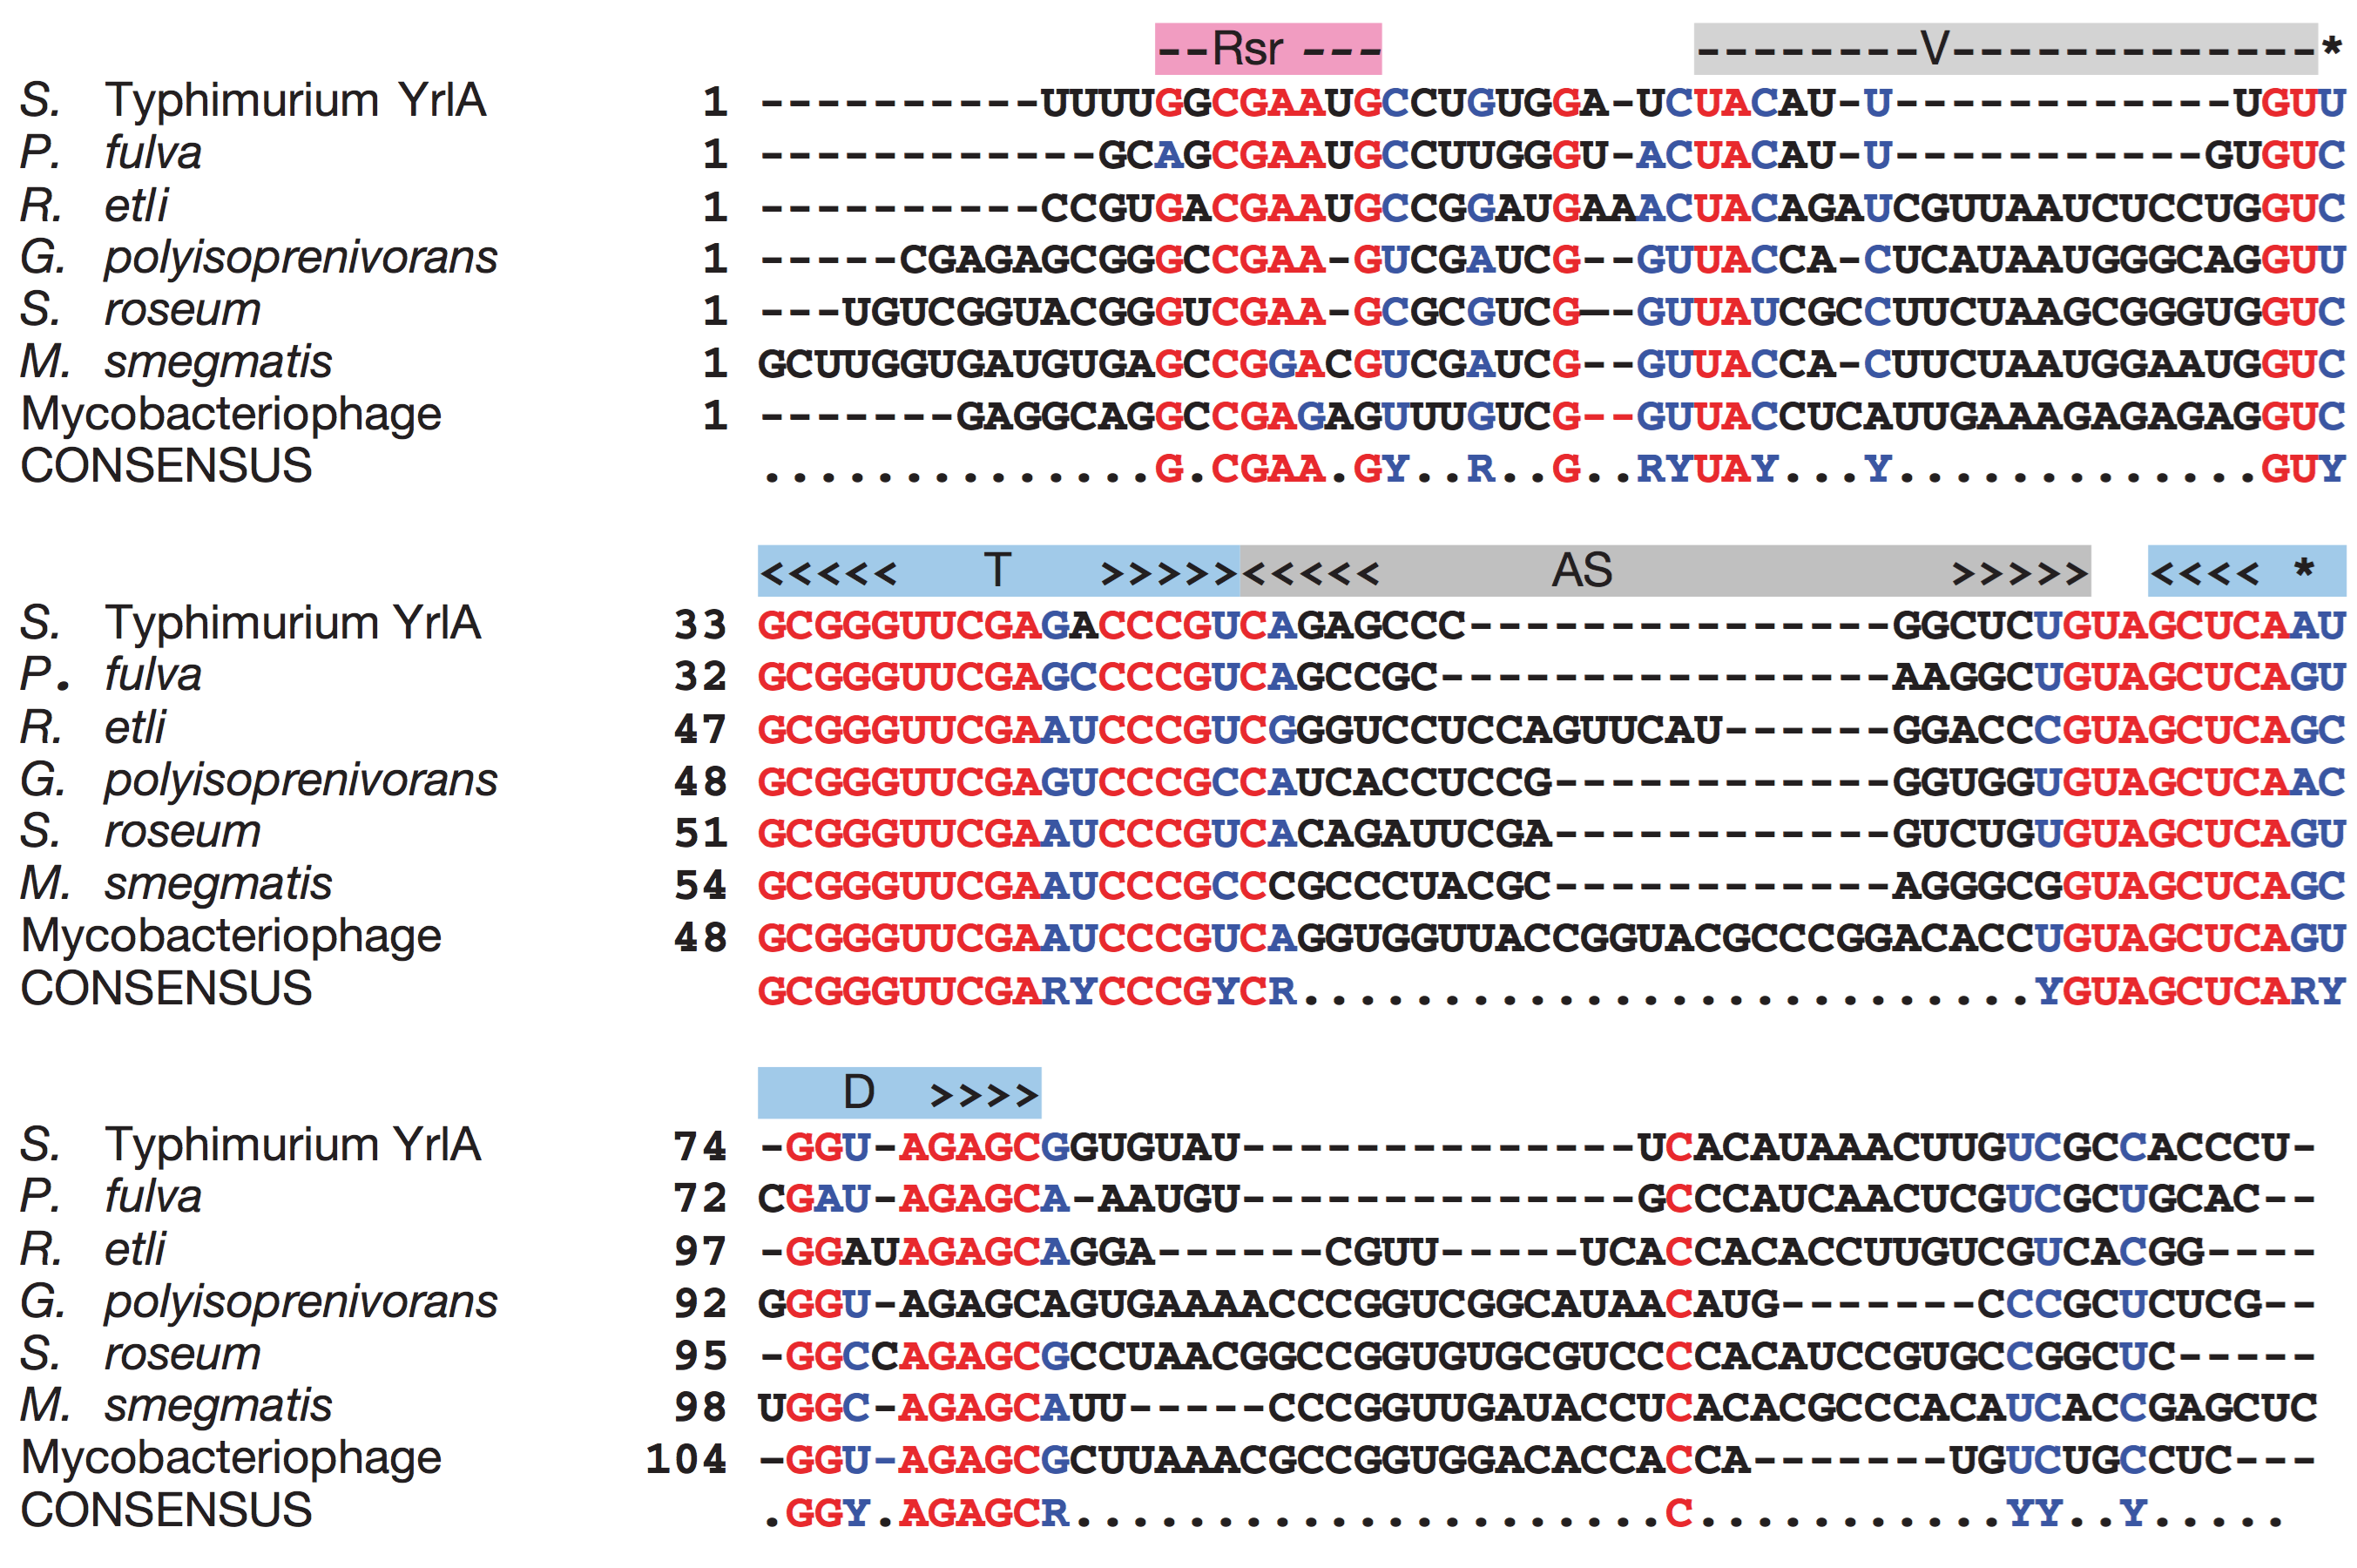 --Rsr --- --------V-------------*
S. Typhimurium YrlA 1 ----------UUUUGGCGAAUGCCUGUGGA-UCUACAU-U------------UGUU
P. fulva 1 ------------GCAGCGAAUGCCUUGGGU-ACUACAU-U-----------GUGUC
R. etli 1 ----------CCGUGACGAAUGCCGGAUGAAACUACAGAUCGUUAAUCUCCUGGUC
G. polyisoprenivorans 1 -----CGAGAGCGGGCCGAA-GUCGAUCG--GUUACCA-CUCAUAAUGGGCAGGUU
S. roseum 1 ---UGUCGGUACGGGUCGAA-GCGCGUCG--GUUAUCGCCUUCUAAGCGGGUGGUC
M. smegmatis 1 GCUUGGUGAUGUGAGCCGGACGUCGAUCG--GUUACCA-CUUCUAAUGGAAUGGUC
Mycobacteriophage 1 -------GAGGCAGGCCGAGAGUUUGUCG--GUUACCUCAUUGAAAGAGAGAGGUC
CONSENSUS ..............G.CGAA.GY..R..G..RYUAY...Y.............GUY
<<<<< T >>>>><<<<< AS >>>>> <<<< *
S. Typhimurium YrlA 33 GCGGGUUCGAGACCCGUCAGAGCCC---------------GGCUCUGUAGCUCAAU
P. fulva 32 GCGGGUUCGAGCCCCGUCAGCCGC----------------AAGGCUGUAGCUCAGU
R. etli 47 GCGGGUUCGAAUCCCGUCGGGUCCUCCAGUUCAU------GGACCCGUAGCUCAGC
G. polyisoprenivorans 48 GCGGGUUCGAGUCCCGCCAUCACCUCCG------------GGUGGUGUAGCUCAAC
S. roseum 51 GCGGGUUCGAAUCCCGUCACAGAUUCGA------------GUCUGUGUAGCUCAGU
M. smegmatis 54 GCGGGUUCGAAUCCCGCCCGCCCUACGC------------AGGGCGGUAGCUCAGC
Mycobacteriophage 48 GCGGGUUCGAAUCCCGUCAGGUGGUUACCGGUACGCCCGGACACCUGUAGCUCAGU
CONSENSUS GCGGGUUCGARYCCCGYCR..........................YGUAGCUCARY
D >>>>
S. Typhimurium YrlA 74 -GGU-AGAGCGGUGUAU--------------UCACAUAAACUUGUCGCCACCCU-
P. fulva 72 CGAU-AGAGCA-AAUGU--------------GCCCAUCAACUCGUCGCUGCAC--
R. etli 97 -GGAUAGAGCAGGA------CGUU-----UCACCACACCUUGUCGUCACGG----
G. polyisoprenivorans 92 GGGU-AGAGCAGUGAAAACCCGGUCGGCAUAACAUG-------CCCGCUCUCG--
S. roseum 95 -GGCCAGAGCGCCUAACGGCCGGUGUGCGUCCCCACAUCCGUGCCGGCUC-----
M. smegmatis 98 UGGC-AGAGCAUU-----CCCGGUUGAUACCUCACACGCCCACAUCACCGAGCUC
Mycobacteriophage 104 -GGU-AGAGCGCUUAAACGCCGGUGGACACCACCA-------UGUCUGCCUC---
CONSENSUS .GGY.AGAGCR.....................C...........YY..Y.....